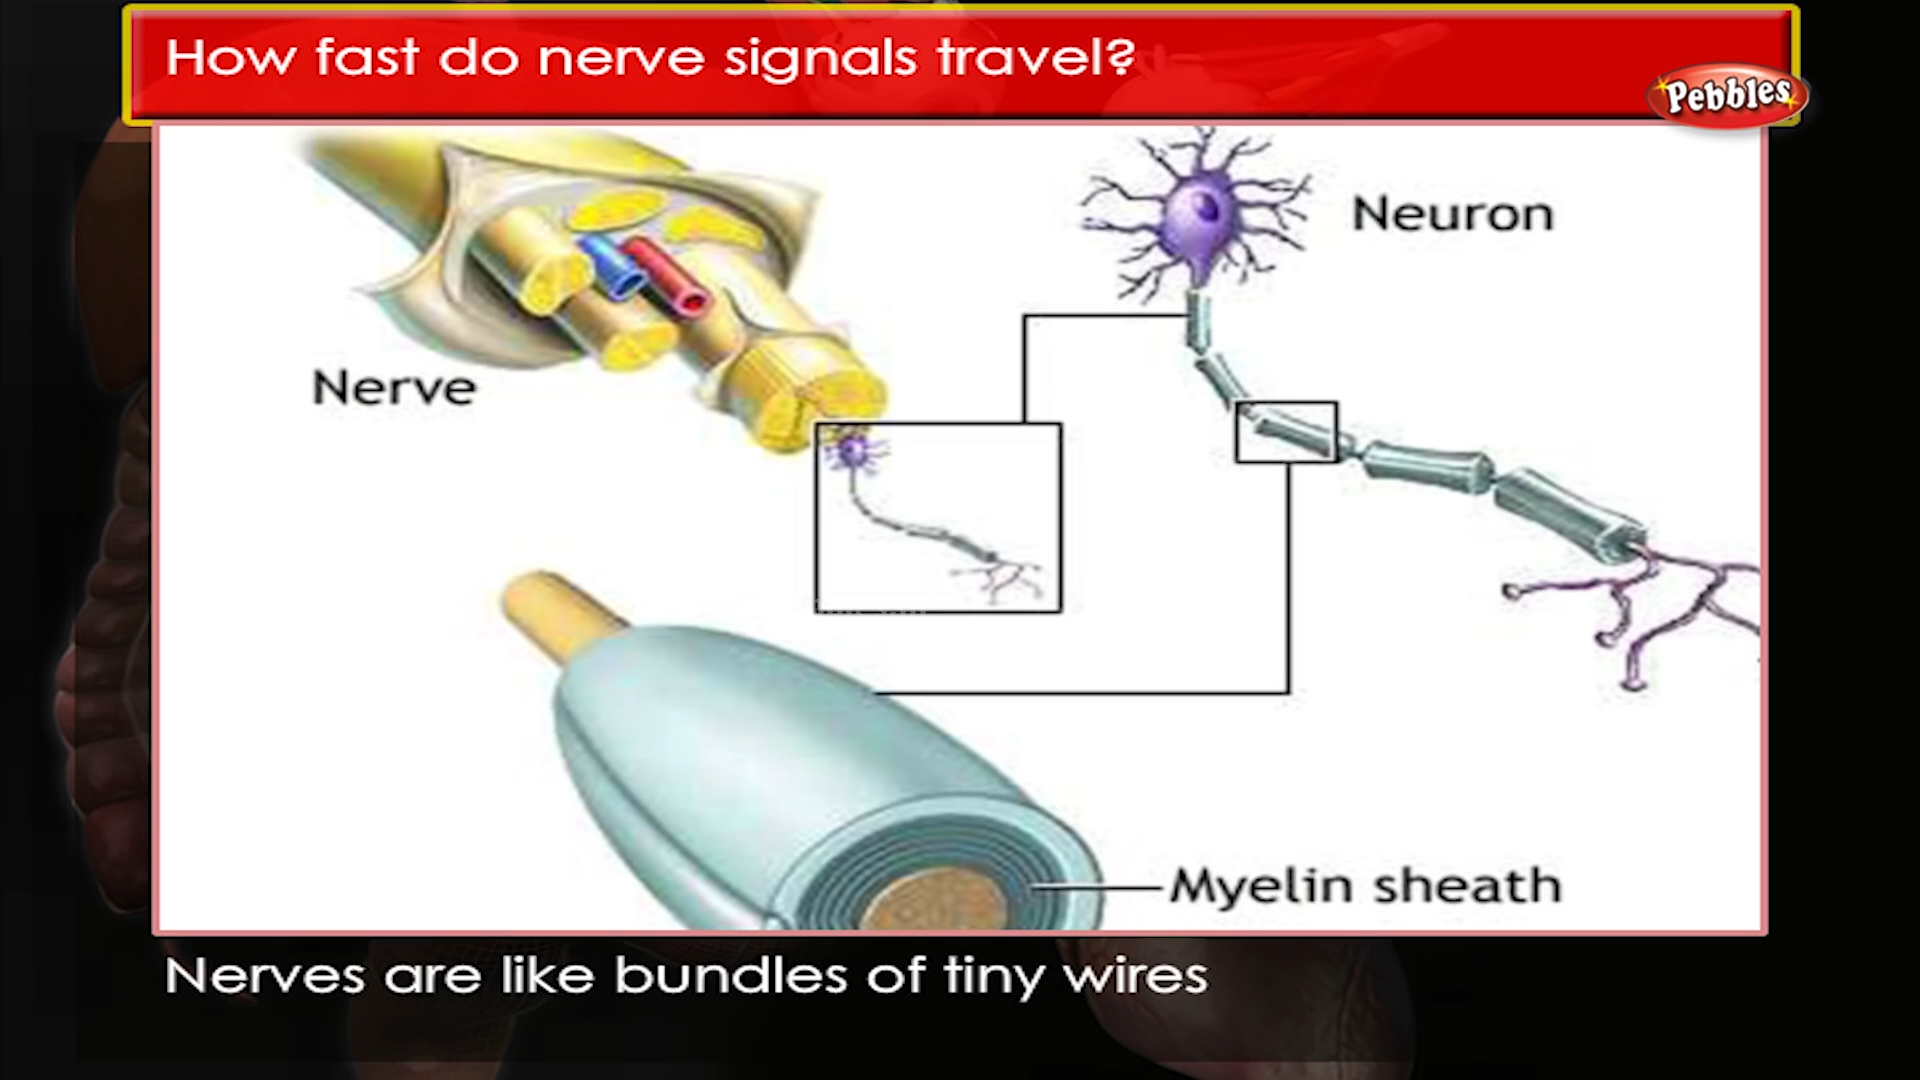 How fast do nerve signals travel?
Pebbles
Neuron
Nerve
Myelin sheath
Nerves are like bundles of tiny wires